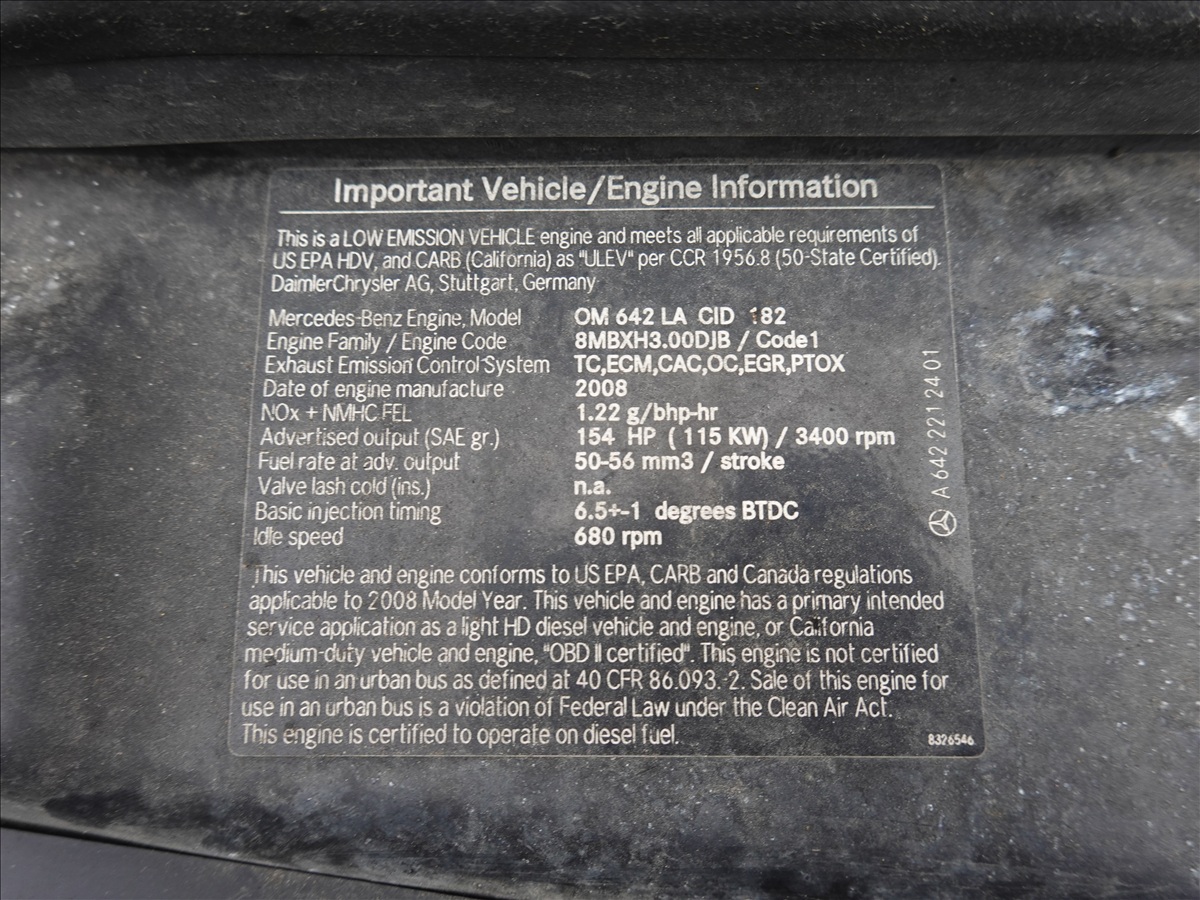 Important Vehicle/Engine Information
This is a LOW EMISSION VEHICLE engine and meets all applicable requirements of
US EPA HDV, and CARB (California) as "ULEV" per CCR 1956.8 (50-State Certified).
DaimlerChrysler AG, Stuttgart, Germany
Mercedes-Benz Engine, Model OM 642 LA CID 182
Engine Family / Engine Code 8MBXH3.00DJB / Code1
Exhaust Emission Control System TC,ECM,CAC,OC,EGR,PTOX
Date of engine manufacture 2008
NOx + NMHC FEL 1.22 g/bhp-hr
Advertised output (SAE gr.) 154 HP ( 115 KW) / 3400 rpm
Fuel rate at adv. output 50-56 mm3 / stroke
Valve lash cold (ins.) n.a.
Basic injection timing 6.5+-1 degrees BTDC
Idle speed 680 rpm
This vehicle and engine conforms to US EPA, CARB and Canada regulations
applicable to 2008 Model Year. This vehicle and engine has a primary intended
service application as a light HD diesel vehicle and engine, or California
medium-duty vehicle and engine, "OBD II certified". This engine is not certified
for use in an urban bus as defined at 40 CFR 86.093.-2. Sale of this engine for
use in an urban bus is a violation of Federal Law under the Clean Air Act.
This engine is certified to operate on diesel fuel.
8326546
A 642 221 24 01